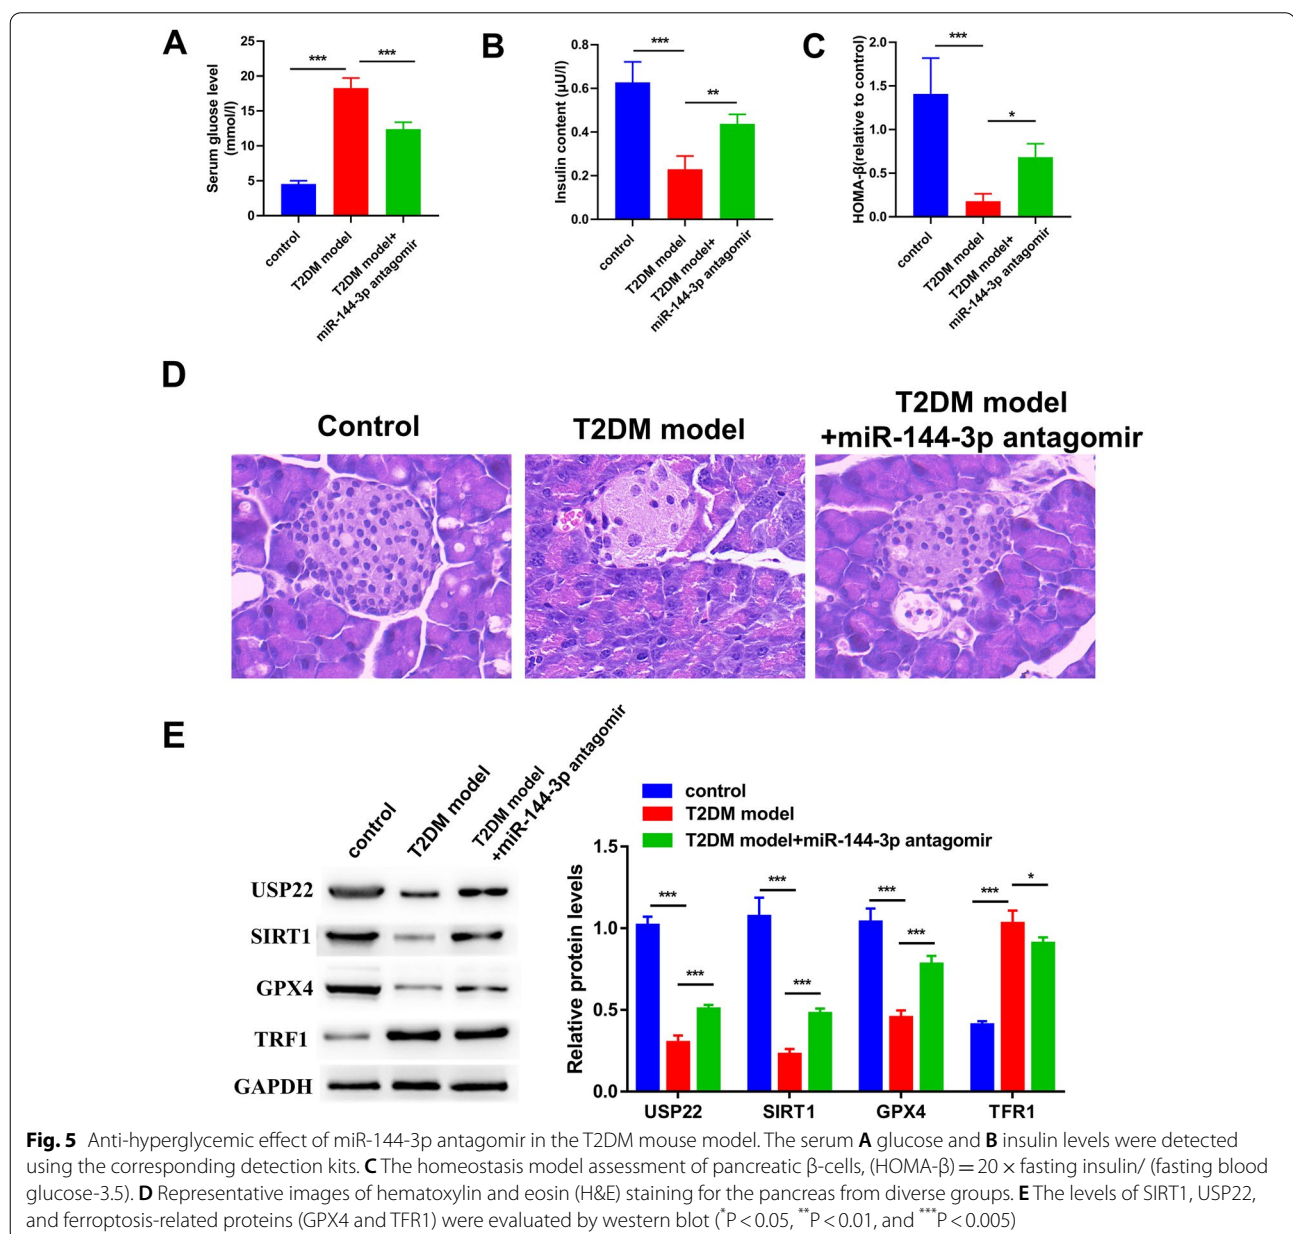 A
Serum glucose level
(mmol/l)
25
20
15
10
5
0
***
***
control
T2DM model
T2DM model+
miR-144-3p antagomir
B
Insulin content (μU/l)
0.8
0.6
0.4
0.2
0.0
***
**
control
T2DM model
T2DM model+
miR-144-3p antagomir
C
HOMA-β(relative to control)
2.0
1.5
1.0
0.5
0.0
***
*
control
T2DM model
T2DM model+
miR-144-3p antagomir
D
Control
T2DM model
T2DM model
+miR-144-3p antagomir
E
control
T2DM model
T2DM model
+miR-144-3p antagomir
USP22
SIRT1
GPX4
TRF1
GAPDH
control
T2DM model
T2DM model+miR-144-3p antagomir
Relative protein levels
1.5
1.0
0.5
0.0
***
***
***
***
***
***
***
*
USP22
SIRT1
GPX4
TFR1
Fig. 5 Anti-hyperglycemic effect of miR-144-3p antagomir in the T2DM mouse model. The serum A glucose and B insulin levels were detected
using the corresponding detection kits. C The homeostasis model assessment of pancreatic β-cells, (HOMA-β) = 20 × fasting insulin/ (fasting blood
glucose-3.5). D Representative images of hematoxylin and eosin (H&E) staining for the pancreas from diverse groups. E The levels of SIRT1, USP22,
and ferroptosis-related proteins (GPX4 and TFR1) were evaluated by western blot (*P < 0.05, **P < 0.01, and ***P < 0.005)